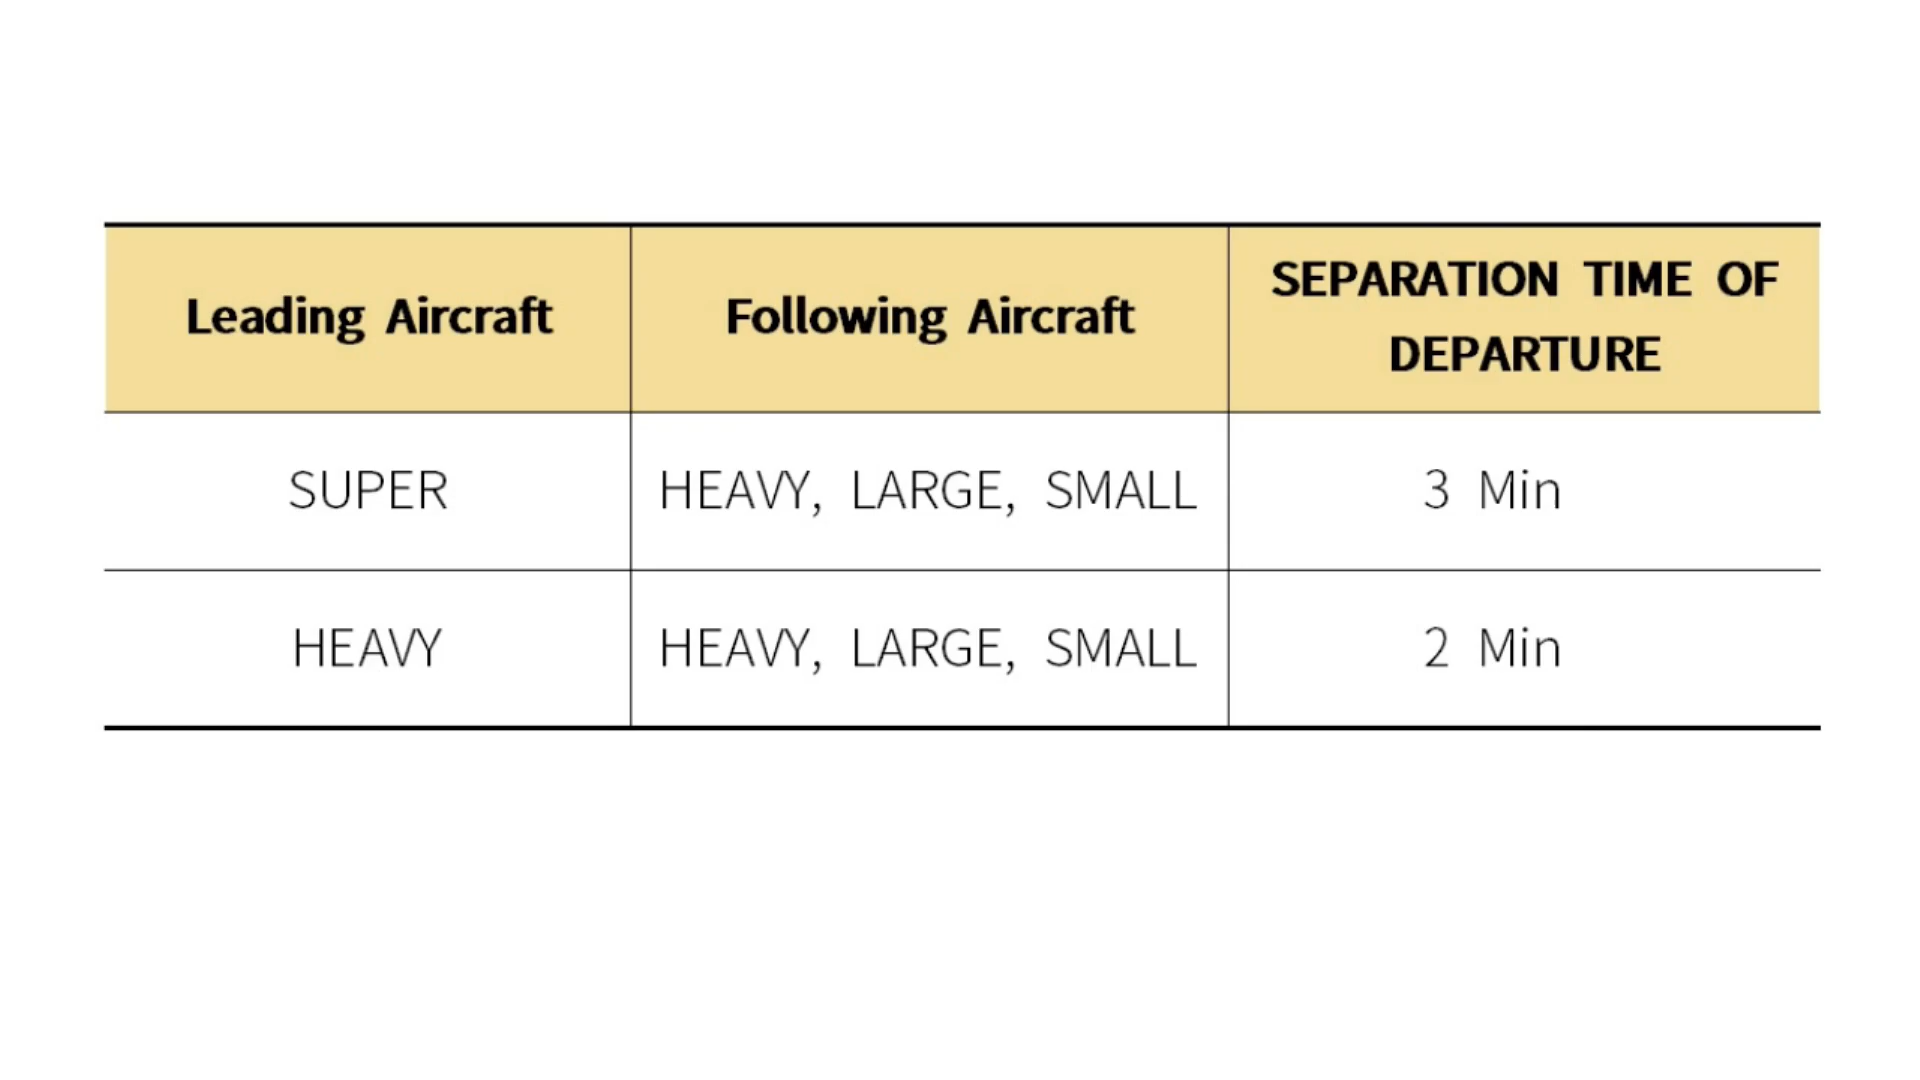 Leading Aircraft
Following Aircraft
SEPARATION TIME OF
DEPARTURE
SUPER
HEAVY, LARGE, SMALL
3 Min
HEAVY
HEAVY, LARGE, SMALL
2 Min